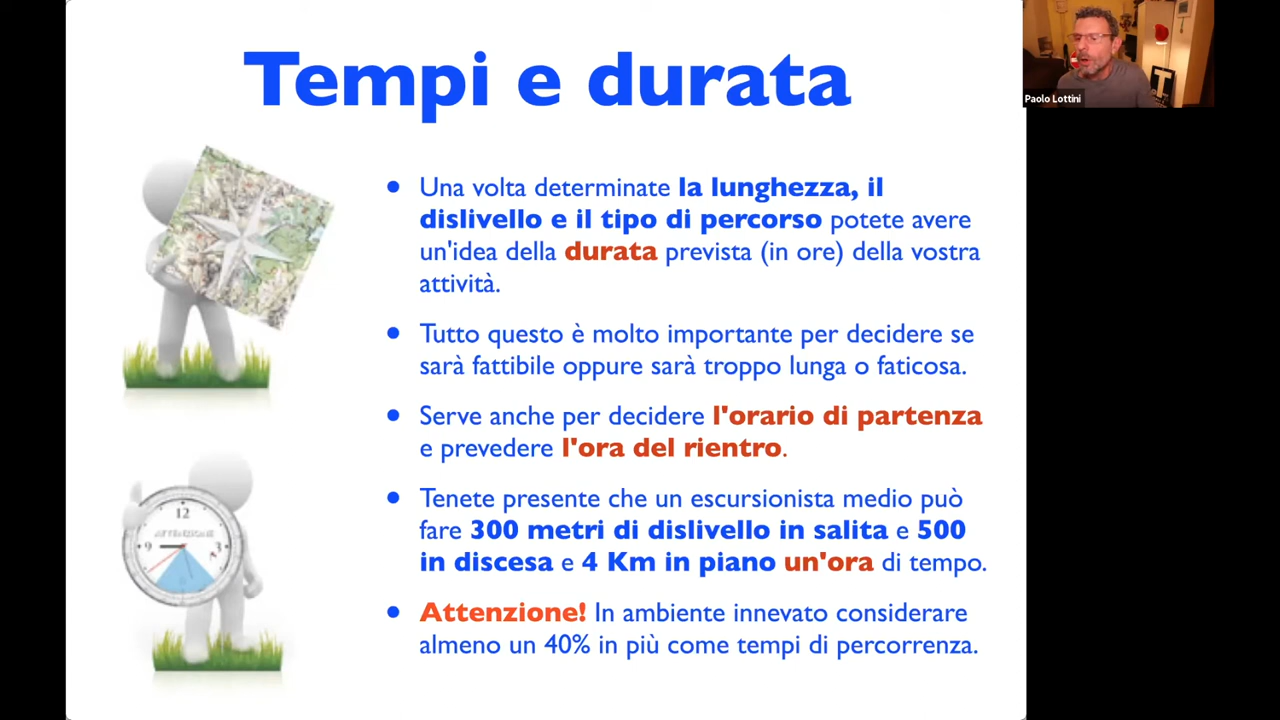 Tempi e durata
Paolo Lottini
• Una volta determinate la lunghezza, il
dislivello e il tipo di percorso potete avere
un'idea della durata prevista (in ore) della vostra
attività.
• Tutto questo è molto importante per decidere se
sarà fattibile oppure sarà troppo lunga o faticosa.
• Serve anche per decidere l'orario di partenza
e prevedere l'ora del rientro.
• Tenete presente che un escursionista medio può
fare 300 metri di dislivello in salita e 500
in discesa e 4 Km in piano un'ora di tempo.
• Attenzione! In ambiente innevato considerare
almeno un 40% in più come tempi di percorrenza.
12
ATTENZIONE
9 3
T